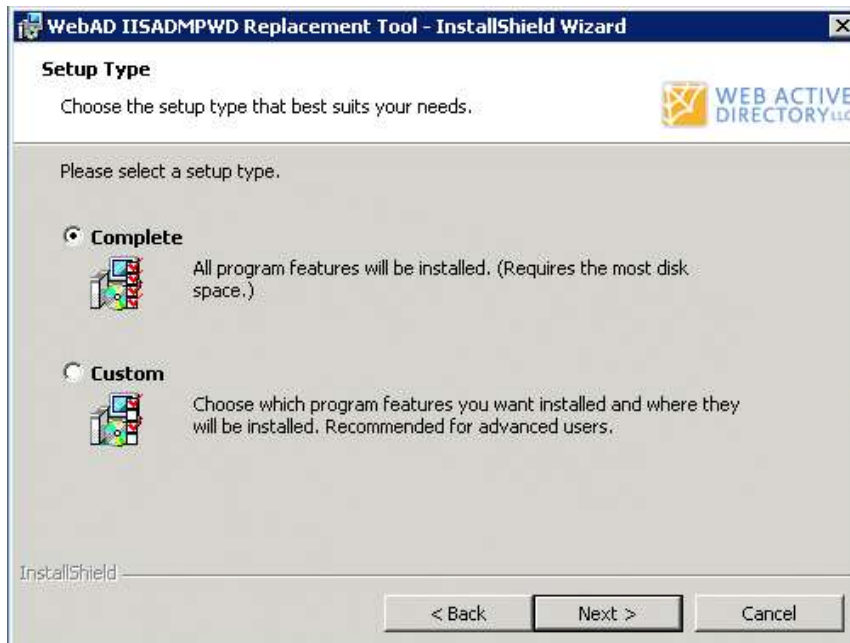 WebAD IISADMPWD Replacement Tool - InstallShield Wizard
Setup Type
Choose the setup type that best suits your needs.
WEB ACTIVE
DIRECTORY LLC
Please select a setup type.
Complete
All program features will be installed. (Requires the most disk
space.)
Custom
Choose which program features you want installed and where they
will be installed. Recommended for advanced users.
InstallShield
< Back
Next >
Cancel